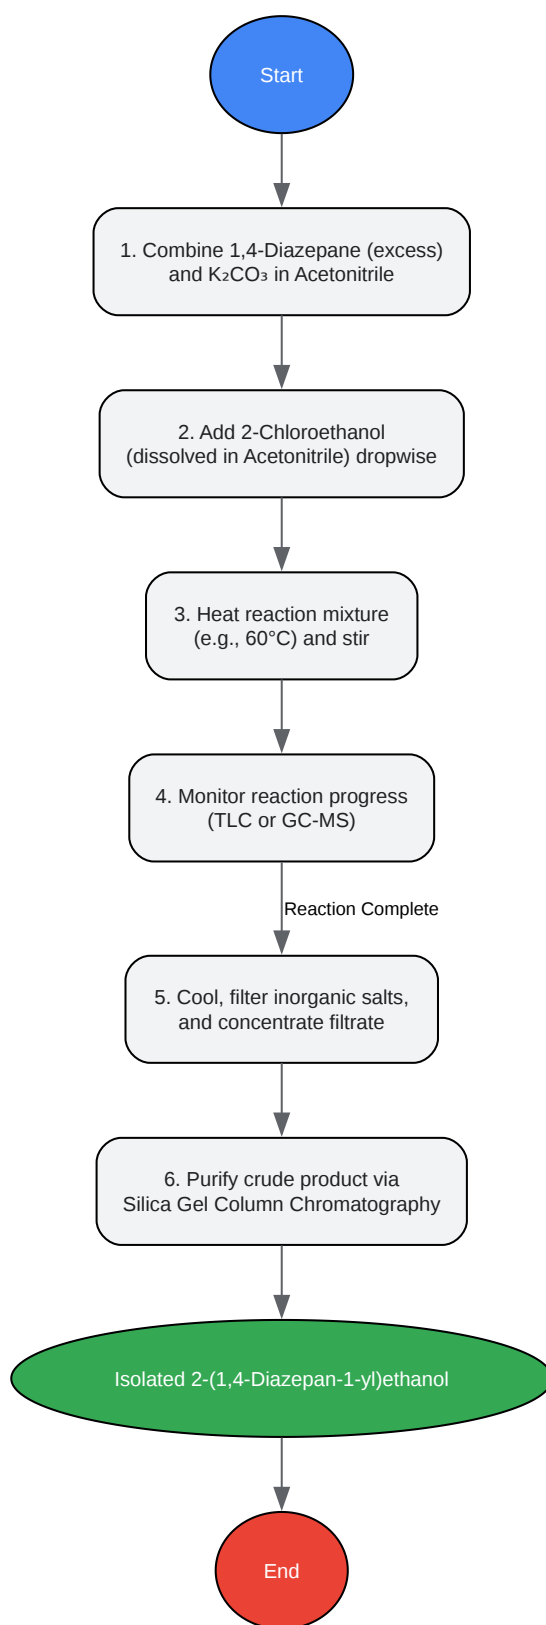 Start
1. Combine 1,4-Diazepane (excess)
and K₂CO₃ in Acetonitrile
2. Add 2-Chloroethanol
(dissolved in Acetonitrile) dropwise
3. Heat reaction mixture
(e.g., 60°C) and stir
4. Monitor reaction progress
(TLC or GC-MS)
Reaction Complete
5. Cool, filter inorganic salts,
and concentrate filtrate
6. Purify crude product via
Silica Gel Column Chromatography
Isolated 2-(1,4-Diazepan-1-yl)ethanol
End